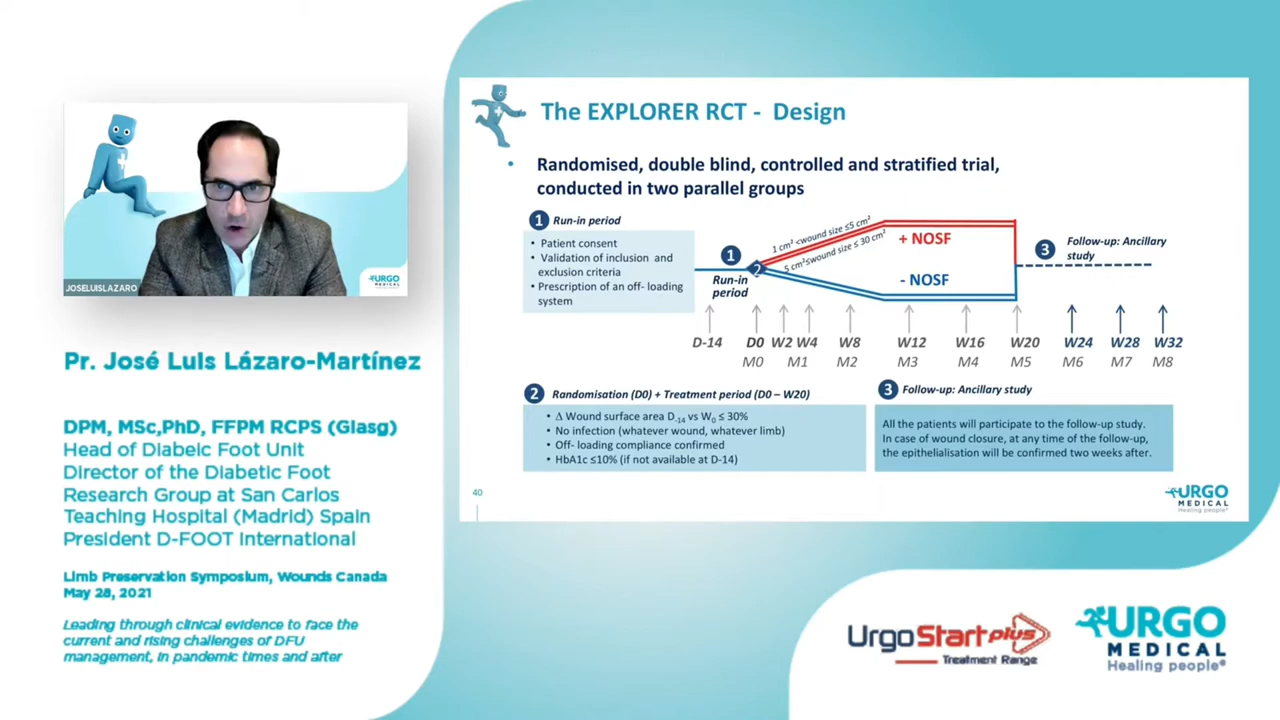 JOSELUISLAZARO
URGO
MEDICAL
Healing people
Pr. José Luis Lázaro-Martínez
DPM, MSc,PhD, FFPM RCPS (Glasg)
Head of Diabeic Foot Unit
Director of the Diabetic Foot
Research Group at San Carlos
Teaching Hospital (Madrid) Spain
President D-FOOT International
Limb Preservation Symposium, Wounds Canada
May 28, 2021
Leading through clinical evidence to face the
current and rising challenges of DFU
management, in pandemic times and after
The EXPLORER RCT - Design
• Randomised, double blind, controlled and stratified trial,
conducted in two parallel groups
1 Run-in period
• Patient consent
• Validation of inclusion and
exclusion criteria
• Prescription of an off- loading
system
1
Run-in
period
2
1 cm² <wound size ≤5 cm²
5 cm²≤wound size ≤ 30 cm²
+ NOSF
- NOSF
3 Follow-up: Ancillary
study
D-14 D0 W2 W4 W8 W12 W16 W20 W24 W28 W32
M0 M1 M2 M3 M4 M5 M6 M7 M8
2 Randomisation (D0) + Treatment period (D0 – W20)
• Δ Wound surface area D-14 vs W0 ≤ 30%
• No infection (whatever wound, whatever limb)
• Off- loading compliance confirmed
• HbA1c ≤10% (if not available at D-14)
3 Follow-up: Ancillary study
All the patients will participate to the follow-up study.
In case of wound closure, at any time of the follow-up,
the epithelialisation will be confirmed two weeks after.
40
URGO
MEDICAL
Healing people®
UrgoStart plus
Treatment Range
URGO
MEDICAL
Healing people®